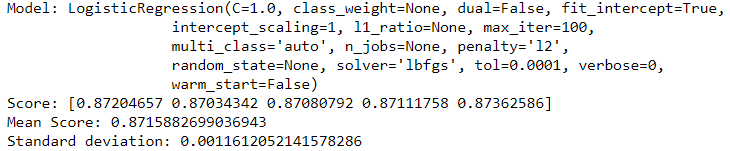 Model: LogisticRegression(C=1.0, class_weight=None, dual=False, fit_intercept=True,
intercept_scaling=1, l1_ratio=None, max_iter=100,
multi_class='auto', n_jobs=None, penalty='l2',
random_state=None, solver='lbfgs', tol=0.0001, verbose=0,
warm_start=False)
Score: [0.87204657 0.87034342 0.87080792 0.87111758 0.87362586]
Mean Score: 0.8715882699036943
Standard deviation: 0.0011612052141578286